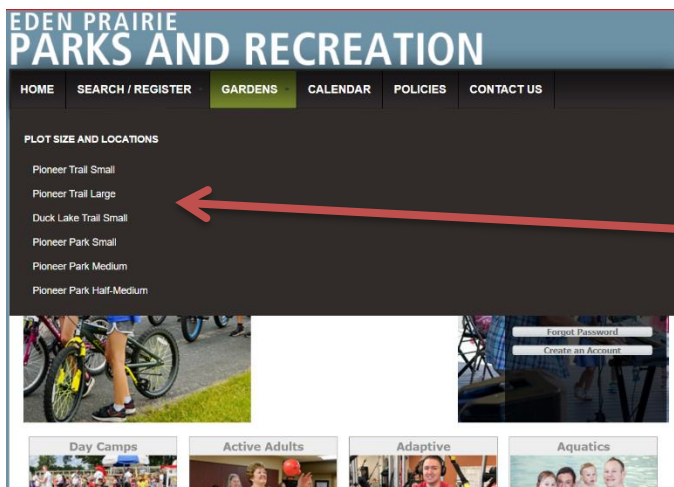 EDEN PRAIRIE
PARKS AND RECREATION
HOME SEARCH / REGISTER GARDENS CALENDAR POLICIES CONTACT US
PLOT SIZE AND LOCATIONS
Pioneer Trail Small
Pioneer Trail Large
Duck Lake Trail Small
Pioneer Park Small
Pioneer Park Medium
Pioneer Park Half-Medium
Forgot Password
Create an Account
Day Camps Active Adults Adaptive Aquatics